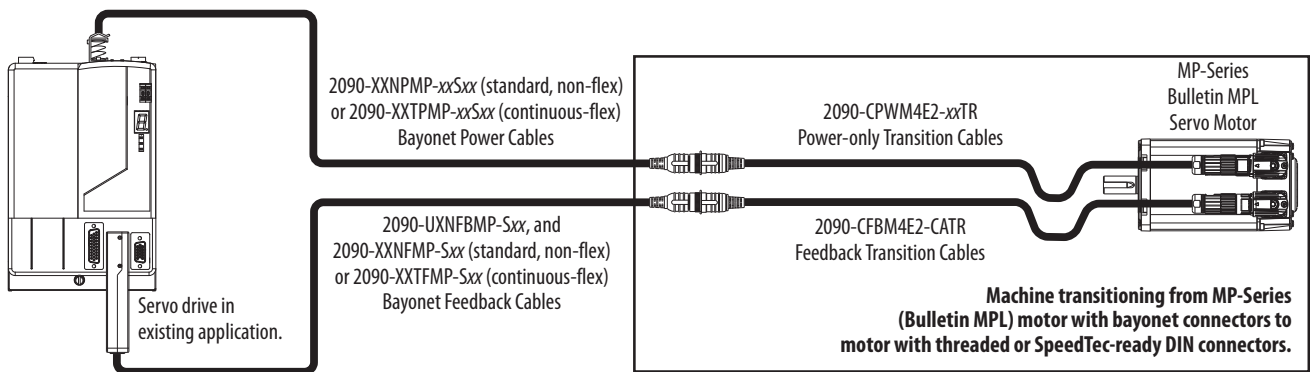 2090-XXNPMP-xxSxx (standard, non-flex)
or 2090-XXTPMP-xxSxx (continuous-flex)
Bayonet Power Cables
2090-CPWM4E2-xxTR
Power-only Transition Cables
MP-Series
Bulletin MPL
Servo Motor
2090-UXNFBMP-Sxx, and
2090-XXNFMP-Sxx (standard, non-flex)
or 2090-XXTFMP-Sxx (continuous-flex)
Bayonet Feedback Cables
2090-CFBM4E2-CATR
Feedback Transition Cables
Servo drive in
existing application.
Machine transitioning from MP-Series
(Bulletin MPL) motor with bayonet connectors to
motor with threaded or SpeedTec-ready DIN connectors.